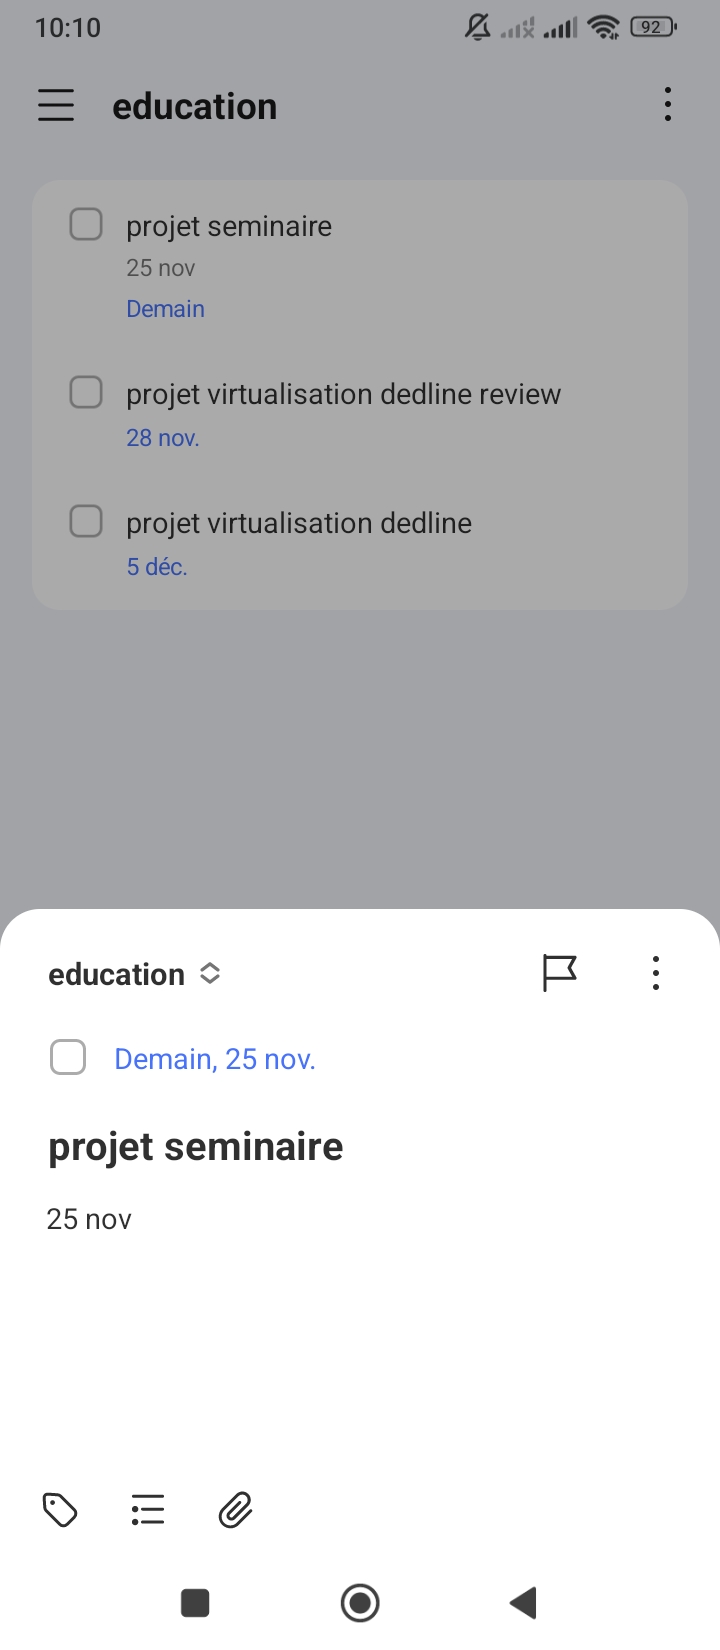 10:10
92
education
projet seminaire
25 nov
Demain
projet virtualisation dedline review
28 nov.
projet virtualisation dedline
5 déc.
education
Demain, 25 nov.
projet seminaire
25 nov